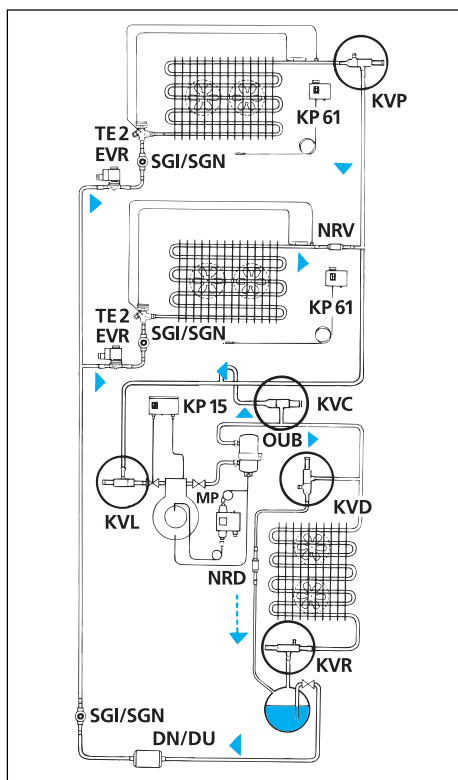 KVP
KP 61
TE 2
EVR
SGI/SGN
NRV
KP 61
TE 2
EVR
SGI/SGN
KVC
KP 15
OUB
KVD
KVL
MP
NRD
KVR
SGI/SGN
DN/DU